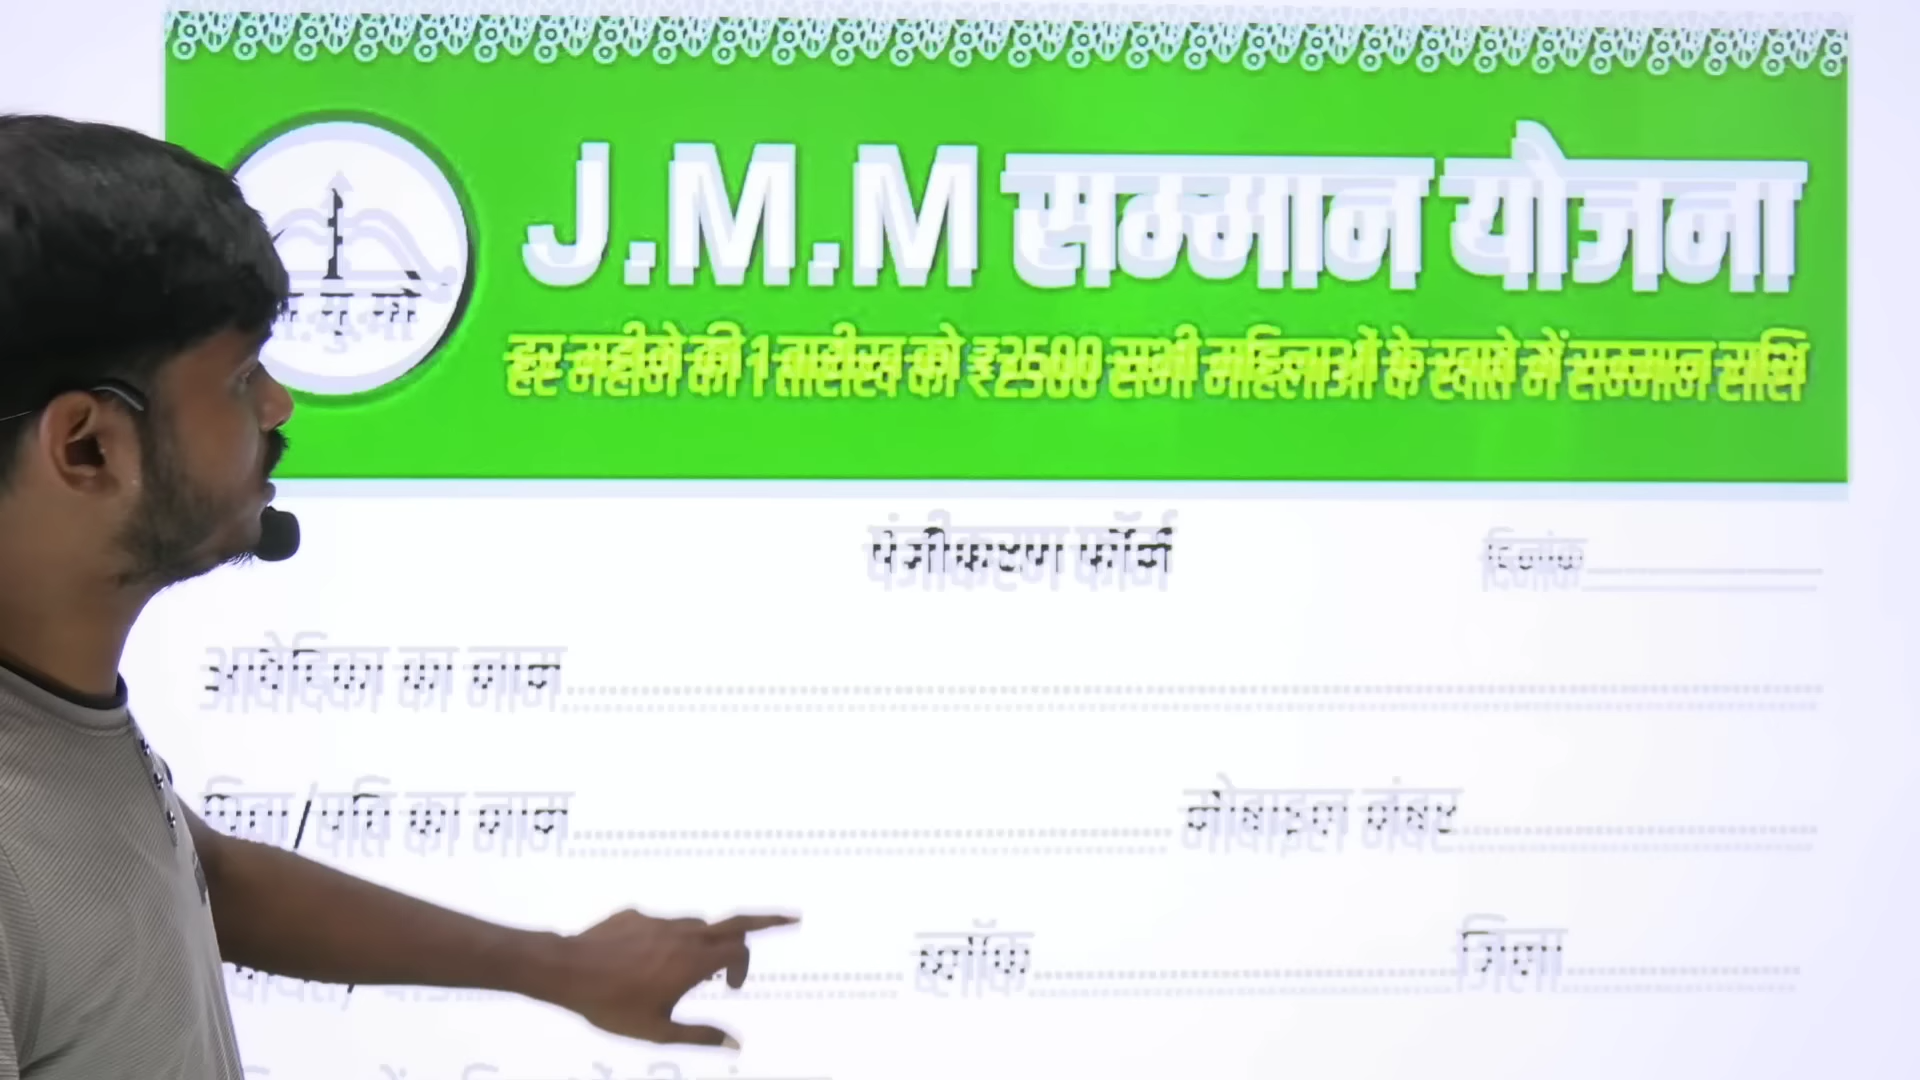 J.M.M सम्मान योजना
हर महीने की 1 तारीख को ₹2500 सभी महिलाओं के खाते में सम्मान राशि
पंजीकरण फॉर्म
दिनांक
आवेदिका का नाम
पिता/पति का नाम मोबाइल नंबर
ब्लॉक जिला